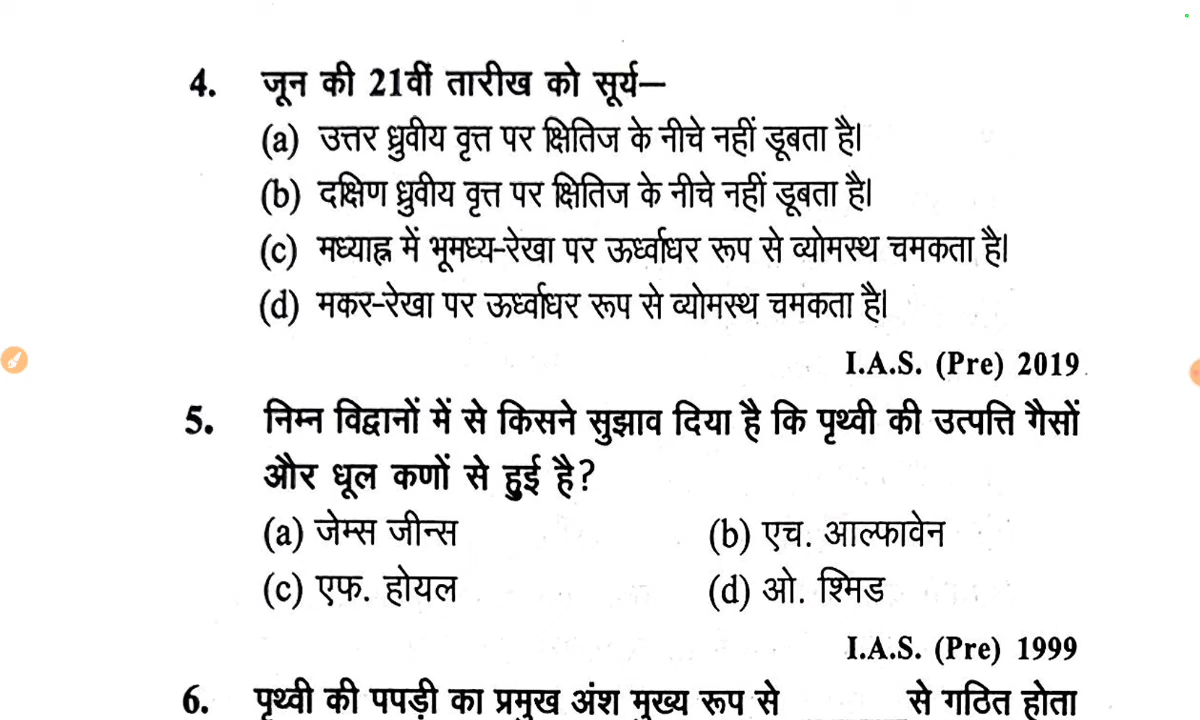 4. जून की 21वीं तारीख को सूर्य—
(a) उत्तर ध्रुवीय वृत्त पर क्षितिज के नीचे नहीं डूबता है।
(b) दक्षिण ध्रुवीय वृत्त पर क्षितिज के नीचे नहीं डूबता है।
(c) मध्याह्न में भूमध्य-रेखा पर ऊर्ध्वाधर रूप से व्योमस्थ चमकता है।
(d) मकर-रेखा पर ऊर्ध्वाधर रूप से व्योमस्थ चमकता है।
I.A.S. (Pre) 2019
5. निम्न विद्वानों में से किसने सुझाव दिया है कि पृथ्वी की उत्पत्ति गैसों
और धूल कणों से हुई है?
(a) जेम्स जीन्स (b) एच. आल्फावेन
(c) एफ. होयल (d) ओ. श्मिड
I.A.S. (Pre) 1999
6. पृथ्वी की पपड़ी का प्रमुख अंश मुख्य रूप से ______ से गठित होता